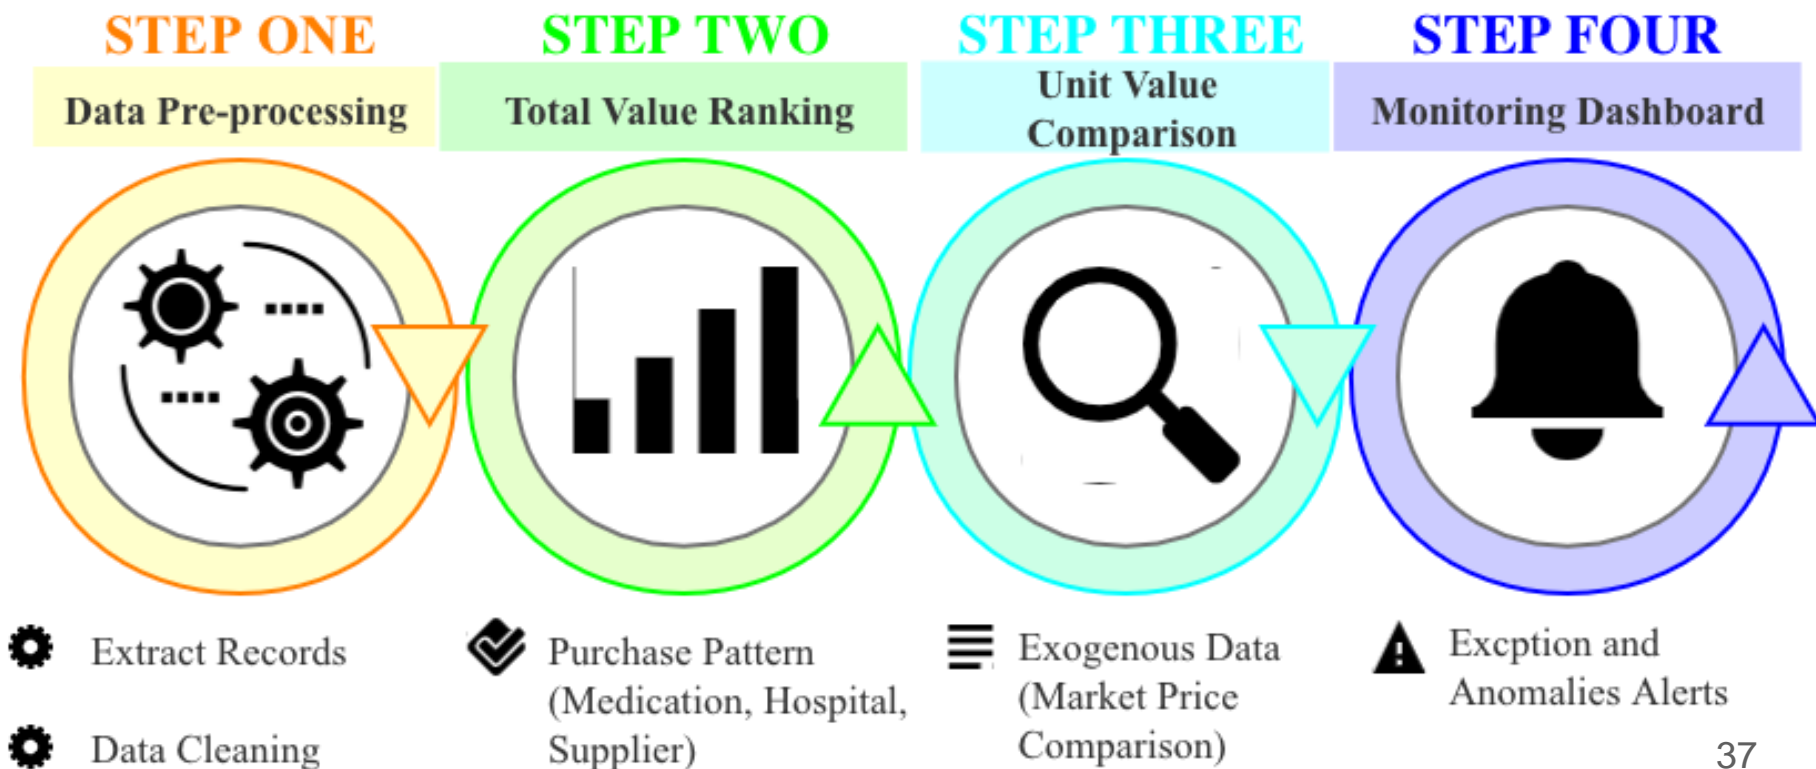 STEP ONE
Data Pre-processing
Extract Records
Data Cleaning
STEP TWO
Total Value Ranking
Purchase Pattern
(Medication, Hospital,
Supplier)
STEP THREE
Unit Value
Comparison
Exogenous Data
(Market Price
Comparison)
STEP FOUR
Monitoring Dashboard
Excption and
Anomalies Alerts
37